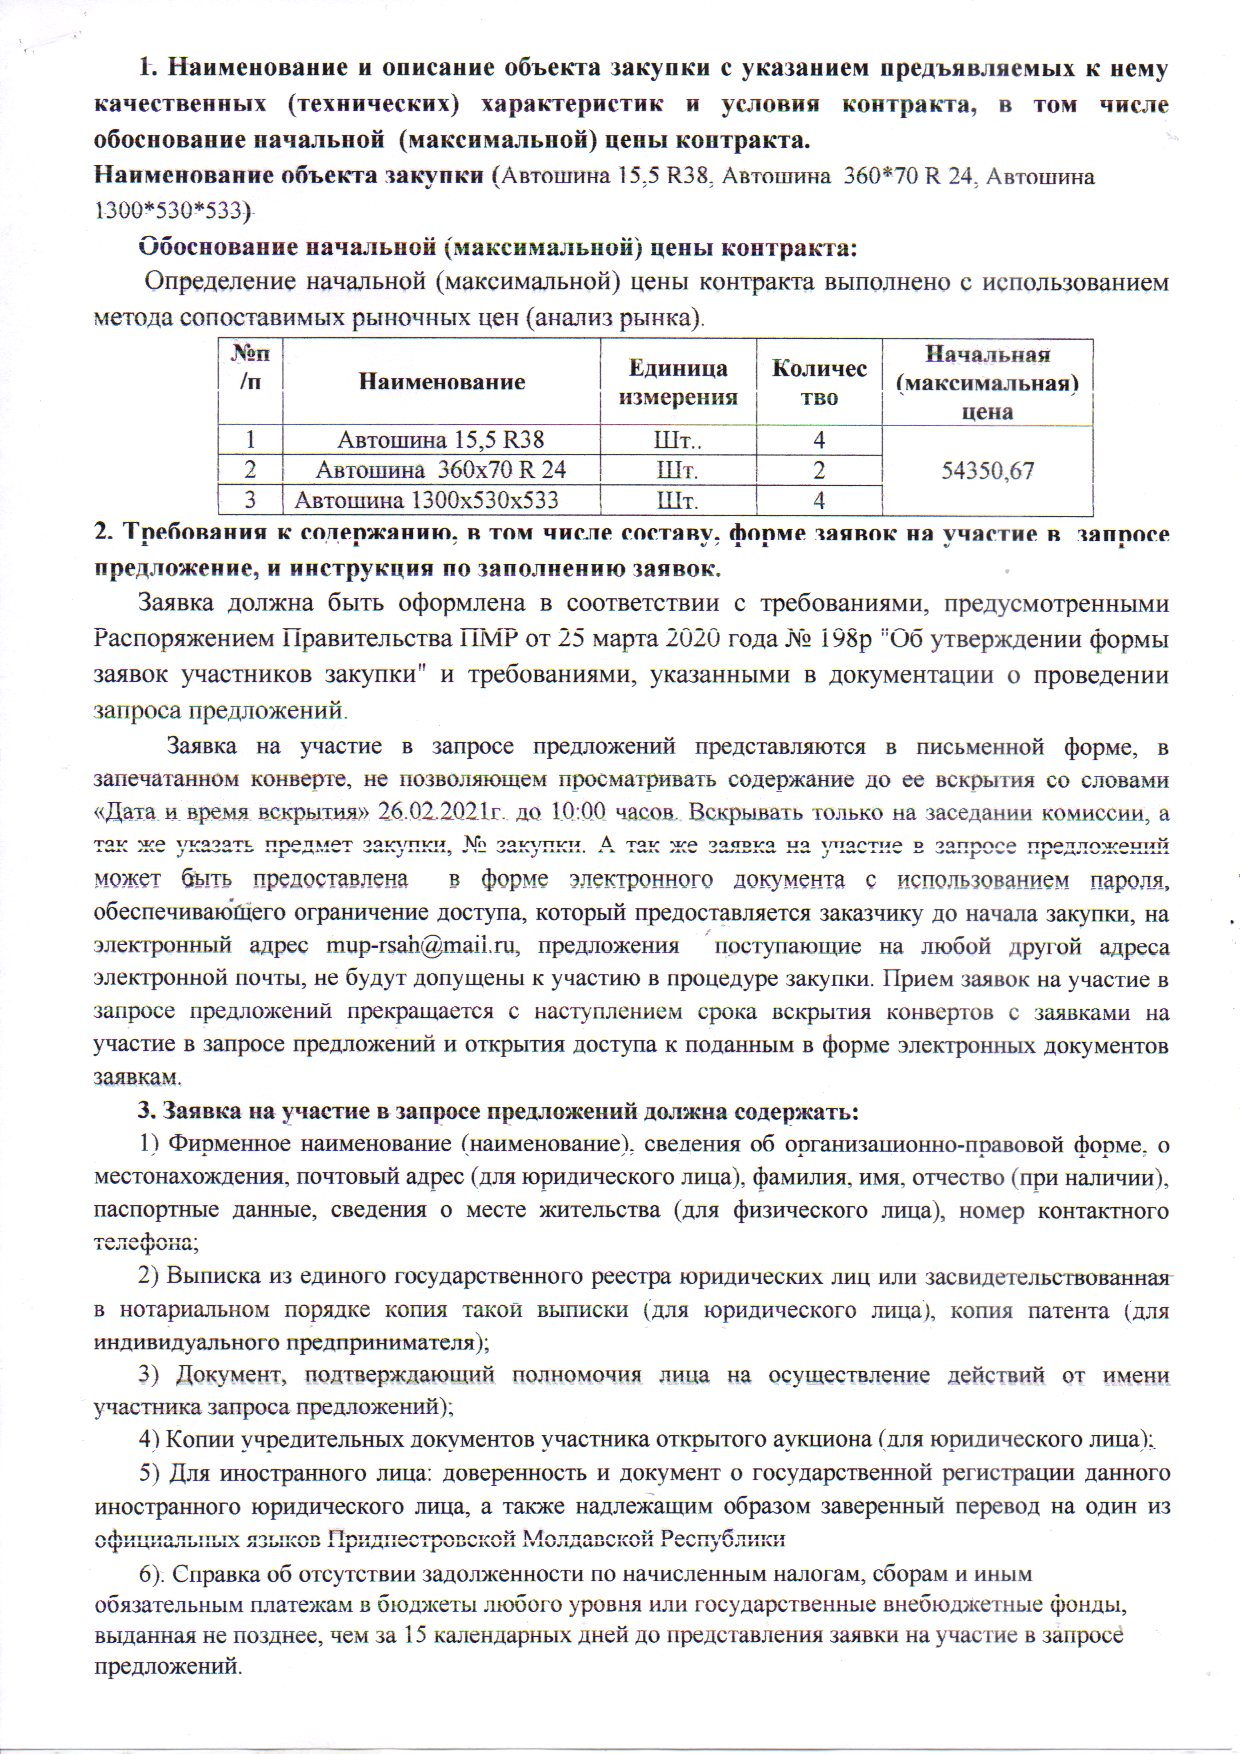 1. Наименование и описание объекта закупки с указанием предъявляемых к нему
качественных (технических) характеристик и условия контракта, в том числе
обоснование начальной (максимальной) цены контракта.
Наименование объекта закупки (Автошина 15,5 R38, Автошина 360*70 R 24, Автошина
1300*530*533)
Обоснование начальной (максимальной) цены контракта:
Определение начальной (максимальной) цены контракта выполнено с использованием
метода сопоставимых рыночных цен (анализ рынка).
№п/п Наименование Единица измерения Количество Начальная (максимальная) цена
1 Автошина 15,5 R38 Шт.. 4
2 Автошина 360х70 R 24 Шт. 2 54350,67
3 Автошина 1300х530х533 Шт. 4
2. Требования к содержанию, в том числе составу, форме заявок на участие в запросе
предложение, и инструкция по заполнению заявок.
Заявка должна быть оформлена в соответствии с требованиями, предусмотренными
Распоряжением Правительства ПМР от 25 марта 2020 года № 198р "Об утверждении формы
заявок участников закупки" и требованиями, указанными в документации о проведении
запроса предложений.
Заявка на участие в запросе предложений представляются в письменной форме, в
запечатанном конверте, не позволяющем просматривать содержание до ее вскрытия со словами
«Дата и время вскрытия» 26.02.2021г. до 10:00 часов. Вскрывать только на заседании комиссии, а
так же указать предмет закупки, № закупки. А так же заявка на участие в запросе предложений
может быть предоставлена в форме электронного документа с использованием пароля,
обеспечивающего ограничение доступа, который предоставляется заказчику до начала закупки, на
электронный адрес mup-rsah@mail.ru, предложения поступающие на любой другой адреса
электронной почты, не будут допущены к участию в процедуре закупки. Прием заявок на участие в
запросе предложений прекращается с наступлением срока вскрытия конвертов с заявками на
участие в запросе предложений и открытия доступа к поданным в форме электронных документов
заявкам.
3. Заявка на участие в запросе предложений должна содержать:
1) Фирменное наименование (наименование), сведения об организационно-правовой форме, о
местонахождения, почтовый адрес (для юридического лица), фамилия, имя, отчество (при наличии),
паспортные данные, сведения о месте жительства (для физического лица), номер контактного
телефона;
2) Выписка из единого государственного реестра юридических лиц или засвидетельствованная
в нотариальном порядке копия такой выписки (для юридического лица), копия патента (для
индивидуального предпринимателя);
3) Документ, подтверждающий полномочия лица на осуществление действий от имени
участника запроса предложений);
4) Копии учредительных документов участника открытого аукциона (для юридического лица);
5) Для иностранного лица: доверенность и документ о государственной регистрации данного
иностранного юридического лица, а также надлежащим образом заверенный перевод на один из
официальных языков Приднестровской Молдавской Республики
6). Справка об отсутствии задолженности по начисленным налогам, сборам и иным
обязательным платежам в бюджеты любого уровня или государственные внебюджетные фонды,
выданная не позднее, чем за 15 календарных дней до представления заявки на участие в запросе
предложений.